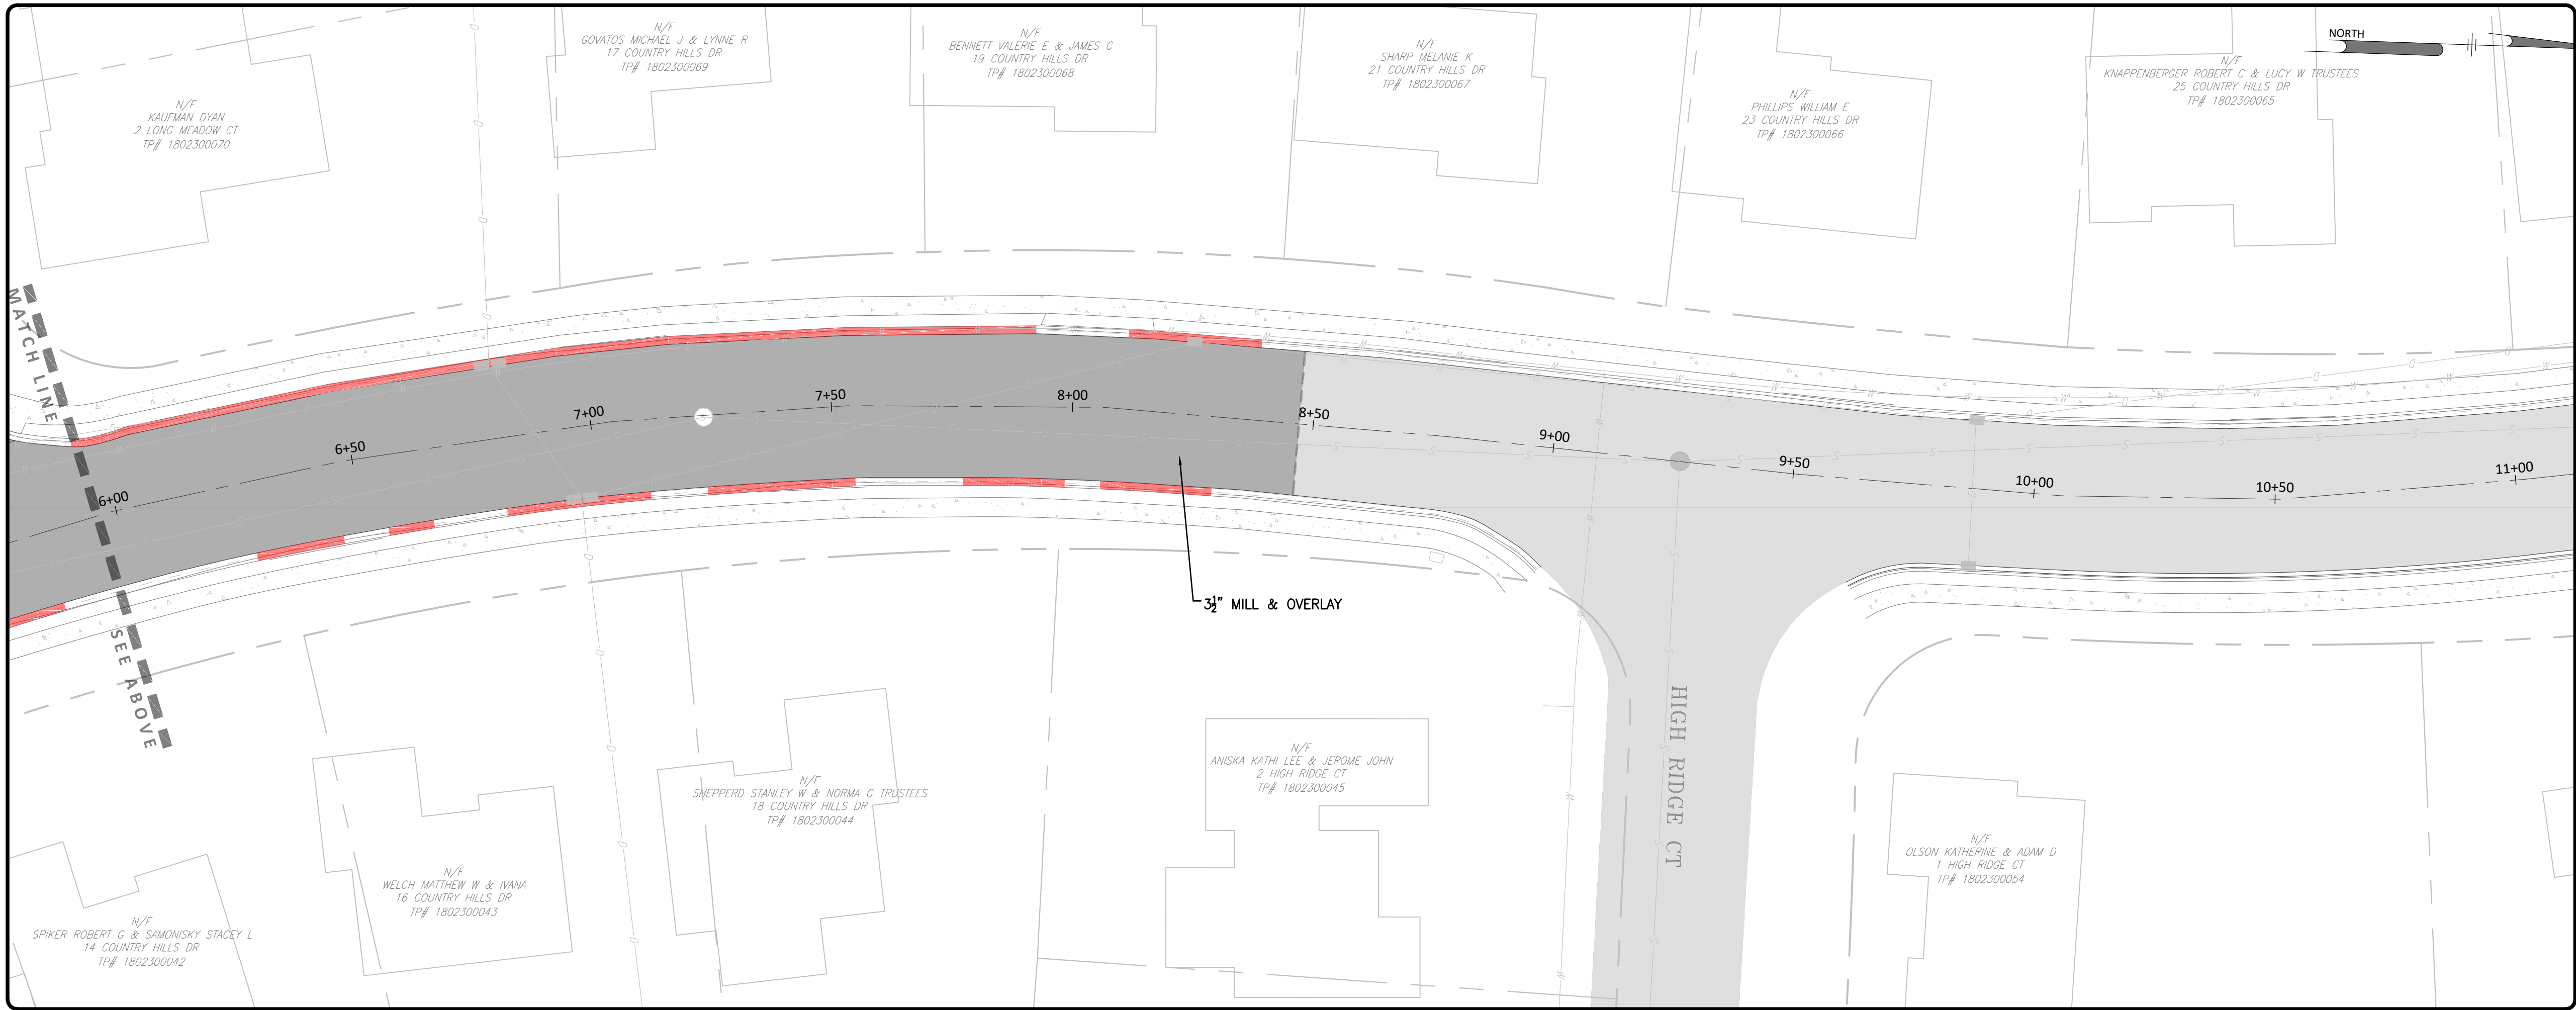 N/F
GOVATOS MICHAEL J & LYNNE R
17 COUNTRY HILLS DR
TP# 1802300069
N/F
BENNETT VALERIE E & JAMES C
19 COUNTRY HILLS DR
TP# 1802300068
N/F
SHARP MELANIE K
21 COUNTRY HILLS DR
TP# 1802300067
NORTH
N/F
KNAPPENBERGER ROBERT C & LUCY W TRUSTEES
25 COUNTRY HILLS DR
TP# 1802300065
N/F
PHILLIPS WILLIAM E
23 COUNTRY HILLS DR
TP# 1802300066
N/F
KAUFMAN DYAN
2 LONG MEADOW CT
TP# 1802300070
MATCH LINE
SEE ABOVE
6+00
6+50
7+00
7+50
8+00
8+50
9+00
9+50
10+00
10+50
11+00
3½" MILL & OVERLAY
HIGH RIDGE CT
N/F
ANISKA KATHI LEE & JEROME JOHN
2 HIGH RIDGE CT
TP# 1802300045
N/F
SHEPPERD STANLEY W & NORMA G TRUSTEES
18 COUNTRY HILLS DR
TP# 1802300044
N/F
OLSON KATHERINE & ADAM D
1 HIGH RIDGE CT
TP# 1802300054
N/F
WELCH MATTHEW W & IVANA
16 COUNTRY HILLS DR
TP# 1802300043
N/F
SPIKER ROBERT G & SAMONISKY STACEY L
14 COUNTRY HILLS DR
TP# 1802300042